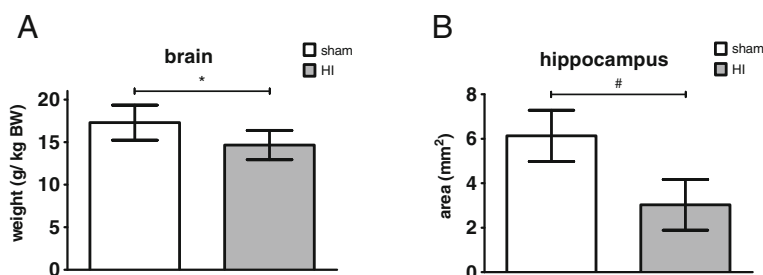 A
brain
sham
HI
*
weight (g/ kg BW)
20
15
10
5
0
B
hippocampus
sham
HI
#
area (mm²)
8
6
4
2
0